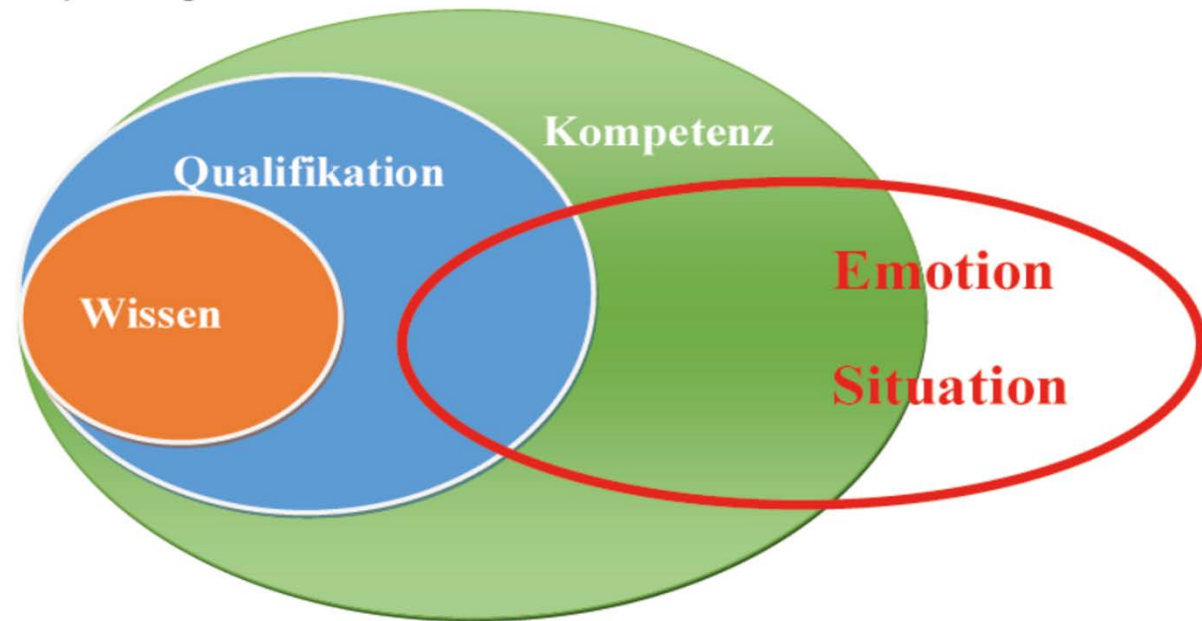 Kompetenz
Qualifikation
Wissen
Emotion
Situation